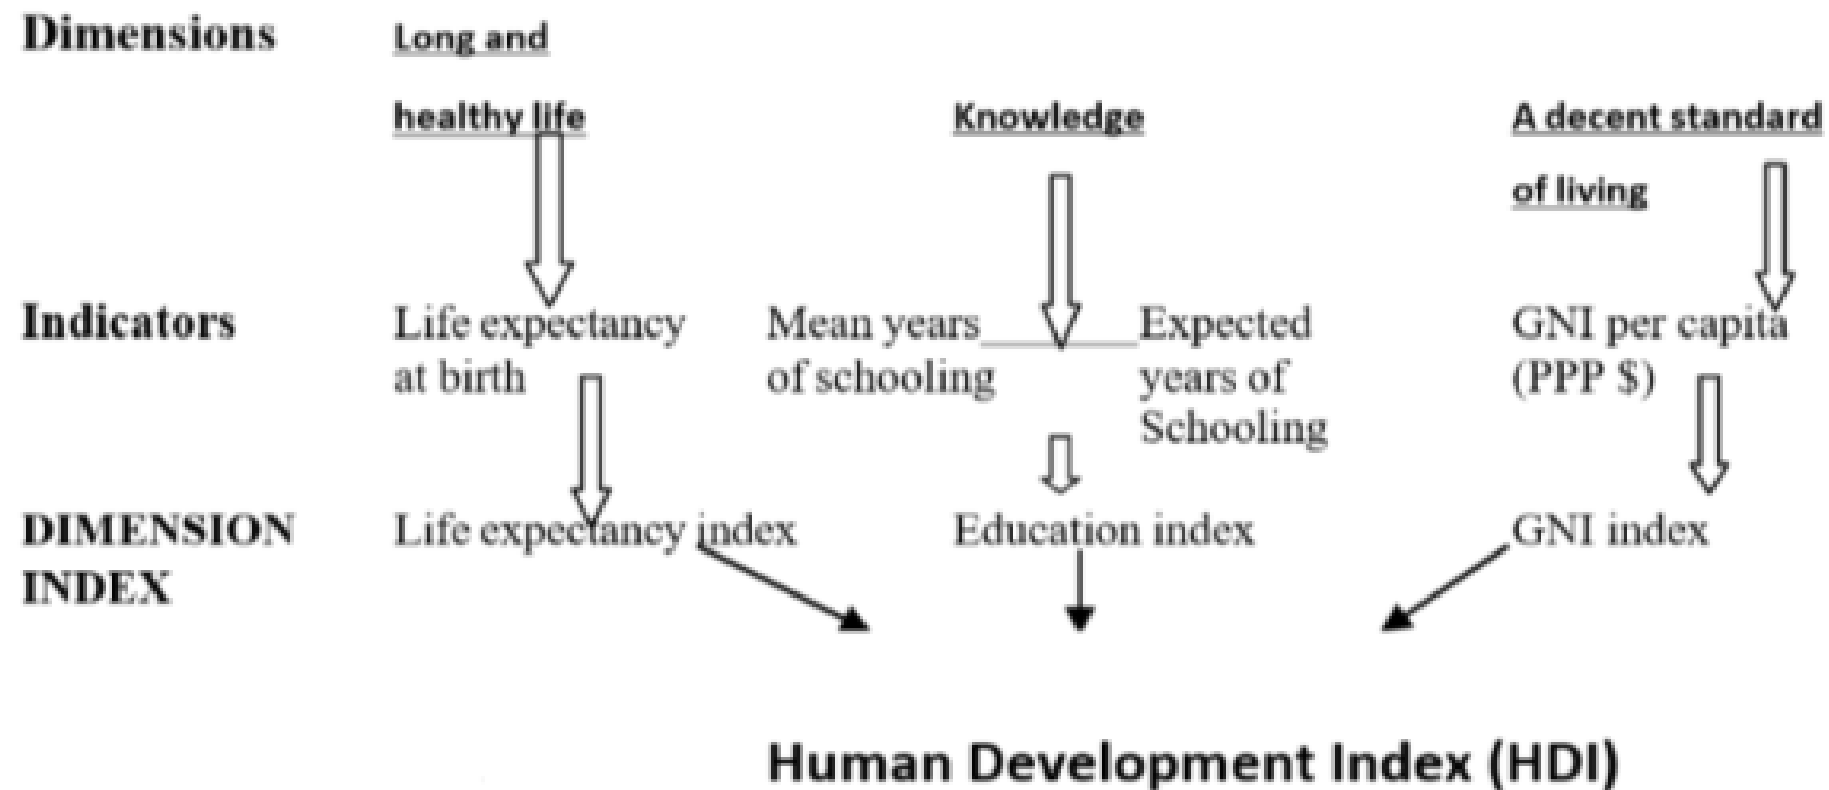 Dimensions Long and
healthy life Knowledge A decent standard
of living
Indicators Life expectancy Mean years Expected GNI per capita
at birth of schooling years of (PPP $)
Schooling
DIMENSION Life expectancy index Education index GNI index
INDEX
Human Development Index (HDI)